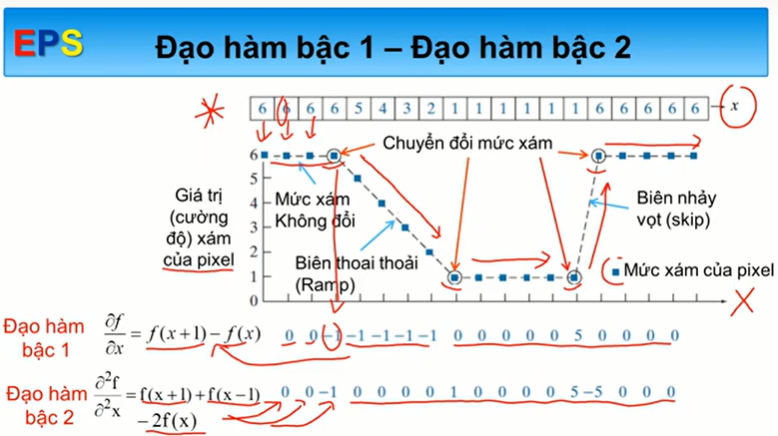 EPS
Đạo hàm bậc 1 – Đạo hàm bậc 2
6 6 6 6 5 4 3 2 1 1 1 1 1 1 6 6 6 6 6 x
Chuyển đổi mức xám
6
5
4
3
2
1
0
Giá trị
(cường
độ) xám
của pixel
Mức xám
Không đổi
Biên thoai thoải
(Ramp)
Biên nhảy
vọt (skip)
Mức xám của pixel
X
Đạo hàm
bậc 1
∂f/∂x = f(x+1) – f(x) 0 0 –1 –1 –1 –1 –1 0 0 0 0 0 5 0 0 0 0
Đạo hàm
bậc 2
∂²f/∂²x = f(x+1)+f(x–1) 0 0 –1 0 0 0 0 1 0 0 0 0 5 –5 0 0 0
– 2f(x)